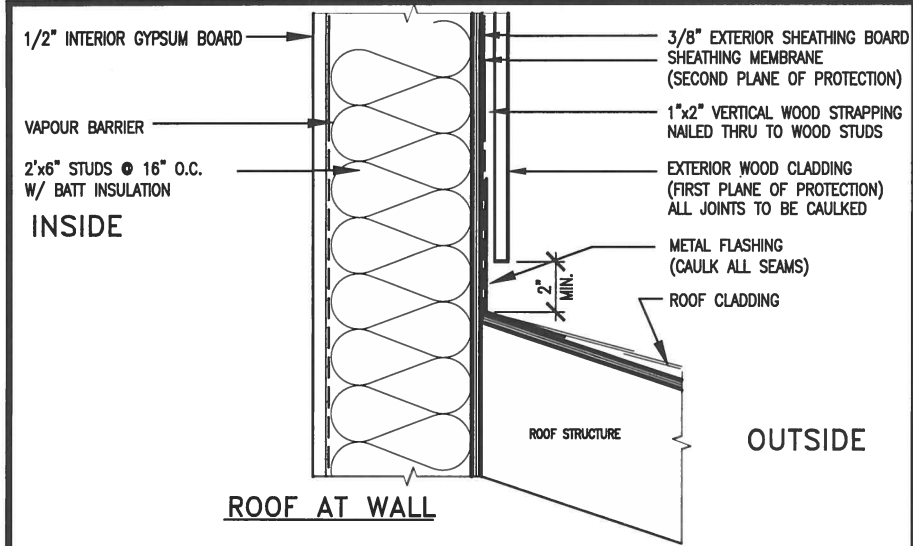 1/2" INTERIOR GYPSUM BOARD
VAPOUR BARRIER
2'x6" STUDS @ 16" O.C.
W/ BATT INSULATION
INSIDE
3/8" EXTERIOR SHEATHING BOARD
SHEATHING MEMBRANE
(SECOND PLANE OF PROTECTION)
1"x2" VERTICAL WOOD STRAPPING
NAILED THRU TO WOOD STUDS
EXTERIOR WOOD CLADDING
(FIRST PLANE OF PROTECTION)
ALL JOINTS TO BE CAULKED
METAL FLASHING
(CAULK ALL SEAMS)
2"
MIN.
ROOF CLADDING
ROOF STRUCTURE
OUTSIDE
ROOF AT WALL